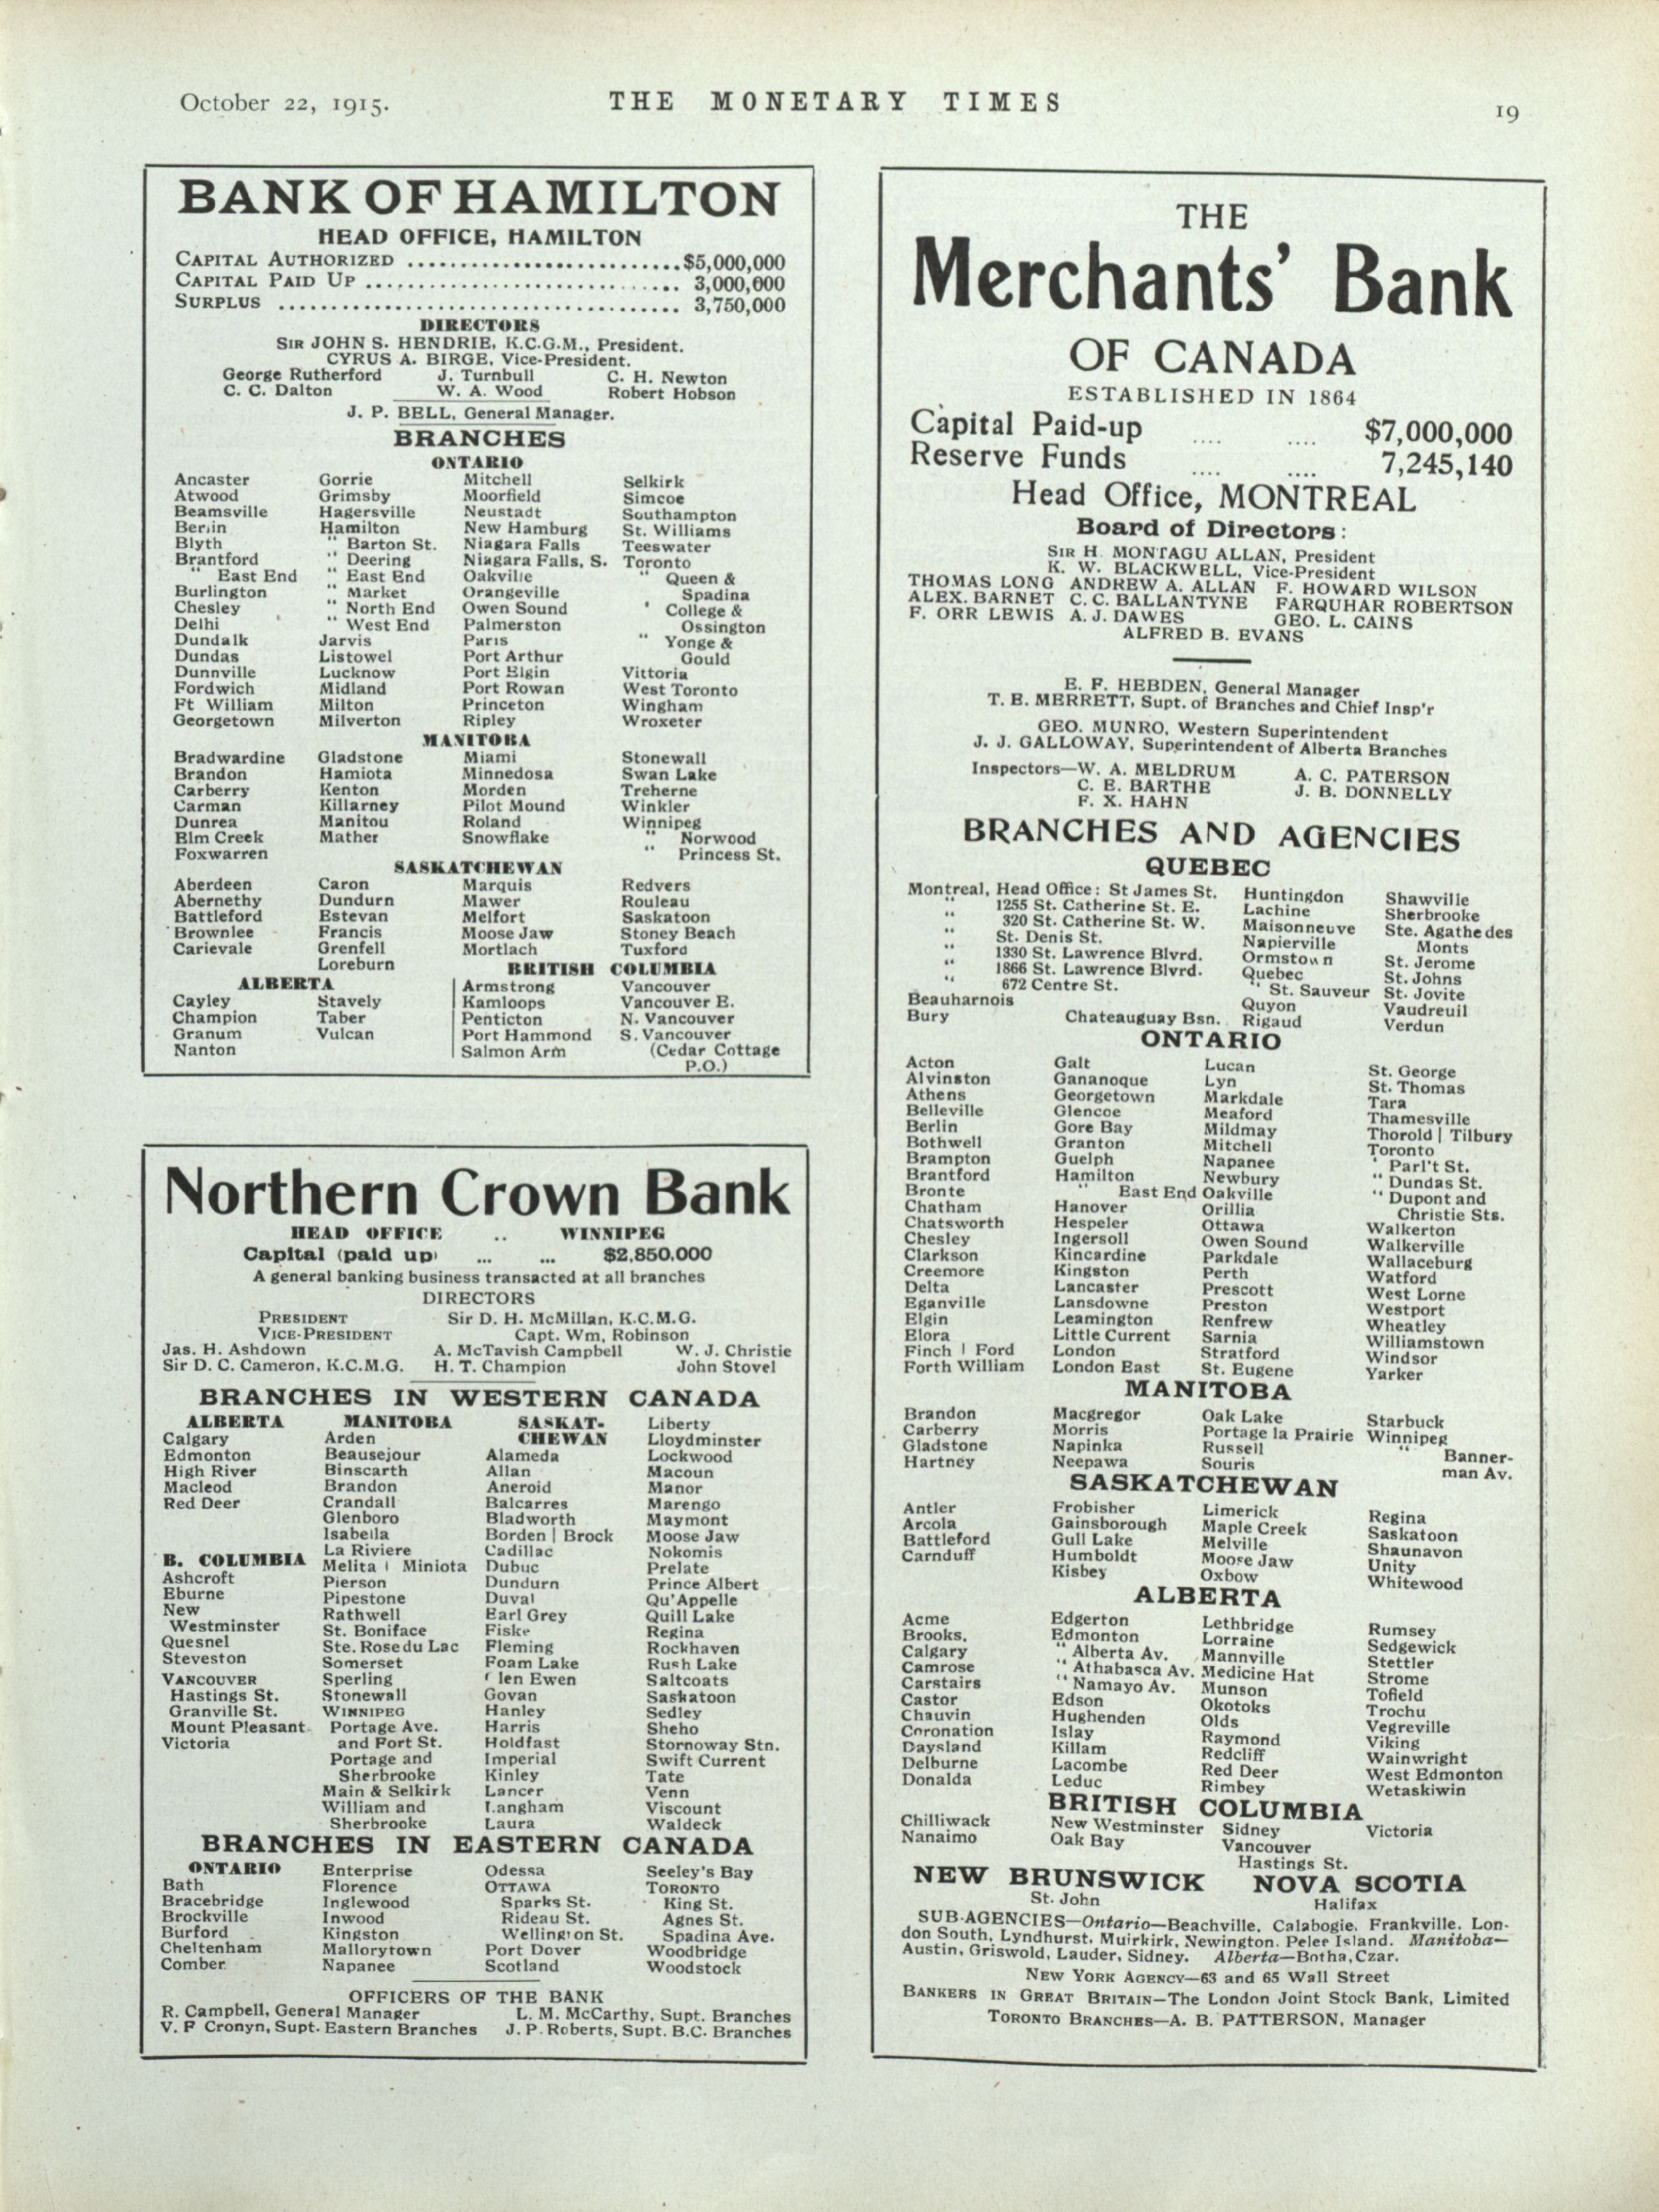 October 22, 1915.
THE MONETARY TIMES
19
BANK OF HAMILTON
HEAD OFFICE, HAMILTON
CAPITAL AUTHORIZED ............................$5,000,000
CAPITAL PAID UP ................................ 3,000,000
SURPLUS ....................................... 3,750,000
DIRECTORS
SIR JOHN S. HENDRIE, K.C.G.M., President.
CYRUS A. BIRGE, Vice-President.
George Rutherford J. Turnbull C. H. Newton
C. C. Dalton W. A. Wood Robert Hobson
J. P. BELL, General Manager.
BRANCHES
ONTARIO
Ancaster Gorrie Mitchell Selkirk
Atwood Grimsby Moorfield Simcoe
Beamsville Hagersville Neustadt Southampton
Berlin Hamilton New Hamburg St. Williams
Blyth " Barton St. Niagara Falls Teeswater
Brantford " Deering Niagara Falls, S. Toronto
" East End " East End Oakville " Queen &
Burlington " Market Orangeville Spadina
Chesley " North End Owen Sound ' College &
Delhi " West End Palmerston Ossington
Dundalk Jarvis Paris " Yonge &
Dundas Listowel Port Arthur Gould
Dunnville Lucknow Port Elgin Vittoria
Fordwich Midland Port Rowan West Toronto
Ft William Milton Princeton Wingham
Georgetown Milverton Ripley Wroxeter
MANITOBA
Bradwardine Gladstone Miami Stonewall
Brandon Hamiota Minnedosa Swan Lake
Carberry Kenton Morden Treherne
Carman Killarney Pilot Mound Winkler
Dunrea Manitou Roland Winnipeg
Elm Creek Mather Snowflake " Norwood
Foxwarren " Princess St.
SASKATCHEWAN
Aberdeen Caron Marquis Redvers
Abernethy Dundurn Mawer Rouleau
Battleford Estevan Melfort Saskatoon
Brownlee Francis Moose Jaw Stoney Beach
Carievale Grenfell Mortlach Tuxford
Loreburn
ALBERTA
Cayley Stavely
Champion Taber
Granum Vulcan
Nanton
BRITISH COLUMBIA
Armstrong Vancouver
Kamloops Vancouver E.
Penticton N. Vancouver
Port Hammond S. Vancouver
Salmon Arm (Cedar Cottage
P.O.)
Northern Crown Bank
HEAD OFFICE .. WINNIPEG
Capital (paid up) ... ... $2,850,000
A general banking business transacted at all branches
DIRECTORS
PRESIDENT Sir D. H. McMillan, K.C.M.G.
VICE-PRESIDENT Capt. Wm. Robinson
Jas. H. Ashdown A. McTavish Campbell W. J. Christie
Sir D. C. Cameron, K.C.M.G. H. T. Champion John Stovel
BRANCHES IN WESTERN CANADA
ALBERTA
Calgary
Edmonton
High River
Macleod
Red Deer
B. COLUMBIA
Ashcroft
Eburne
New
Westminster
Quesnel
Steveston
VANCOUVER
Hastings St.
Granville St.
Mount Pleasant
Victoria
MANITOBA
Arden
Beausejour
Binscarth
Brandon
Crandall
Glenboro
Isabella
La Riviere
Melita | Miniota
Pierson
Pipestone
Rathwell
St. Boniface
Ste. Rose du Lac
Somerset
Sperling
Stonewall
WINNIPEG
Portage Ave.
and Fort St.
Portage and
Sherbrooke
Main & Selkirk
William and
Sherbrooke
SASKAT-
CHEWAN
Alameda
Allan
Aneroid
Balcarres
Bladworth
Borden | Brock
Cadillac
Dubuc
Dundurn
Duval
Earl Grey
Fiske
Fleming
Foam Lake
Glen Ewen
Govan
Hanley
Harris
Holdfast
Imperial
Kinley
Lancer
Langham
Laura
Liberty
Lloydminster
Lockwood
Macoun
Manor
Marengo
Maymont
Moose Jaw
Nokomis
Prelate
Prince Albert
Qu'Appelle
Quill Lake
Regina
Rockhaven
Rush Lake
Saltcoats
Saskatoon
Sedley
Sheho
Stornoway Stn.
Swift Current
Tate
Venn
Viscount
Waldeck
BRANCHES IN EASTERN CANADA
ONTARIO Enterprise Odessa Seeley's Bay
Bath Florence OTTAWA TORONTO
Bracebridge Inglewood Sparks St. King St.
Brockville Inwood Rideau St. Agnes St.
Burford Kingston Wellington St. Spadina Ave.
Cheltenham Mallorytown Port Dover Woodbridge
Comber Napanee Scotland Woodstock
OFFICERS OF THE BANK
R. Campbell, General Manager L. M. McCarthy, Supt. Branches
V. F Cronyn, Supt. Eastern Branches J. P. Roberts, Supt. B.C. Branches
THE
Merchants' Bank
OF CANADA
ESTABLISHED IN 1864
Capital Paid-up .... .... $7,000,000
Reserve Funds .... .... 7,245,140
Head Office, MONTREAL
Board of Directors:
SIR H. MONTAGU ALLAN, President
K. W. BLACKWELL, Vice-President
THOMAS LONG ANDREW A. ALLAN F. HOWARD WILSON
ALEX. BARNET C. C. BALLANTYNE FARQUHAR ROBERTSON
F. ORR LEWIS A. J. DAWES GEO. L. CAINS
ALFRED B. EVANS
E. F. HEBDEN, General Manager
T. E. MERRETT, Supt. of Branches and Chief Insp'r
GEO. MUNRO, Western Superintendent
J. J. GALLOWAY, Superintendent of Alberta Branches
Inspectors—W. A. MELDRUM A. C. PATERSON
C. E. BARTHE J. B. DONNELLY
F. X. HAHN
BRANCHES AND AGENCIES
QUEBEC
Montreal, Head Office: St James St. Huntingdon Shawville
" 1255 St. Catherine St. E. Lachine Sherbrooke
" 320 St. Catherine St. W. Maisonneuve Ste. Agathe des
" St. Denis St. Napierville Monts
" 1330 St. Lawrence Blvrd. Ormstown St. Jerome
" 1866 St. Lawrence Blvrd. Quebec St. Johns
" 672 Centre St. " St. Sauveur St. Jovite
Beauharnois Quyon Vaudreuil
Bury Chateauguay Bsn. Rigaud Verdun
ONTARIO
Acton Galt Lucan St. George
Alvinston Gananoque Lyn St. Thomas
Athens Georgetown Markdale Tara
Belleville Glencoe Meaford Thamesville
Berlin Gore Bay Mildmay Thorold | Tilbury
Bothwell Granton Mitchell Toronto
Brampton Guelph Napanee ' Parl't St.
Brantford Hamilton Newbury " Dundas St.
Bronte " East End Oakville " Dupont and
Chatham Hanover Orillia Christie Sts.
Chatsworth Hespeler Ottawa Walkerton
Chesley Ingersoll Owen Sound Walkerville
Clarkson Kincardine Parkdale Wallaceburg
Creemore Kingston Perth Watford
Delta Lancaster Prescott West Lorne
Eganville Lansdowne Preston Westport
Elgin Leamington Renfrew Wheatley
Elora Little Current Sarnia Williamstown
Finch | Ford London Stratford Windsor
Forth William London East St. Eugene Yarker
MANITOBA
Brandon Macgregor Oak Lake Starbuck
Carberry Morris Portage la Prairie Winnipeg
Gladstone Napinka Russell " Banner-
Hartney Neepawa Souris man Av.
SASKATCHEWAN
Antler Frobisher Limerick Regina
Arcola Gainsborough Maple Creek Saskatoon
Battleford Gull Lake Melville Shaunavon
Carnduff Humboldt Moose Jaw Unity
Kisbey Oxbow Whitewood
ALBERTA
Acme Edgerton Lethbridge Rumsey
Brooks, Edmonton Lorraine Sedgewick
Calgary " Alberta Av. Mannville Stettler
Camrose " Athabasca Av. Medicine Hat Strome
Carstairs " Namayo Av. Munson Tofield
Castor Edson Okotoks Trochu
Chauvin Hughenden Olds Vegreville
Coronation Islay Raymond Viking
Daysland Killam Redcliff Wainwright
Delburne Lacombe Red Deer West Edmonton
Donalda Leduc Rimbey Wetaskiwin
BRITISH COLUMBIA
Chilliwack New Westminster Sidney Victoria
Nanaimo Oak Bay Vancouver
Hastings St.
NEW BRUNSWICK NOVA SCOTIA
St. John Halifax
SUB-AGENCIES—Ontario—Beachville, Calabogie, Frankville, Lon-
don South, Lyndhurst, Muirkirk, Newington, Pelee Island. Manitoba—
Austin, Griswold, Lauder, Sidney. Alberta—Botha, Czar.
NEW YORK AGENCY—63 and 65 Wall Street
BANKERS IN GREAT BRITAIN—The London Joint Stock Bank, Limited
TORONTO BRANCHES—A. B. PATTERSON, Manager